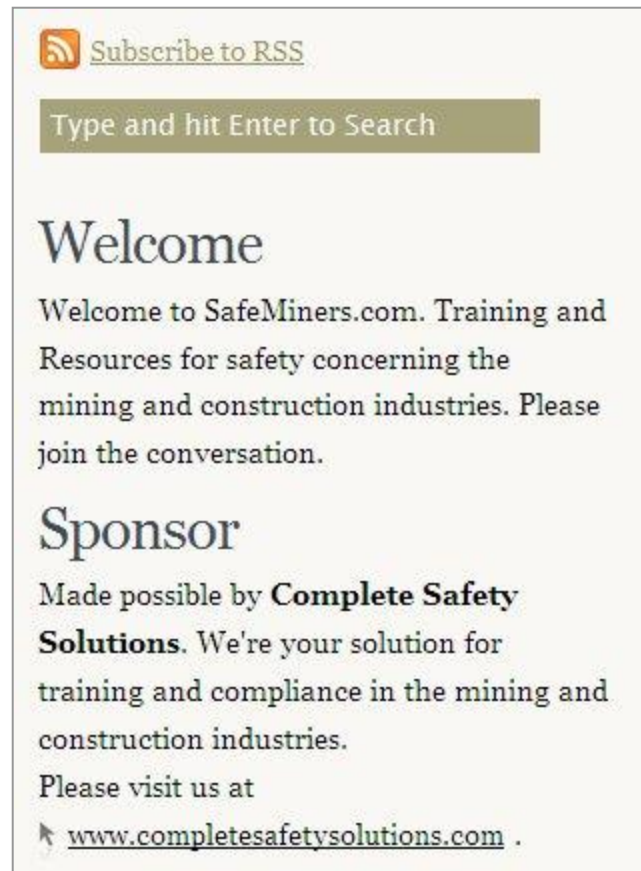 Subscribe to RSS
Type and hit Enter to Search
Welcome
Welcome to SafeMiners.com. Training and
Resources for safety concerning the
mining and construction industries. Please
join the conversation.
Sponsor
Made possible by Complete Safety
Solutions. We're your solution for
training and compliance in the mining and
construction industries.
Please visit us at
www.completesafetysolutions.com .